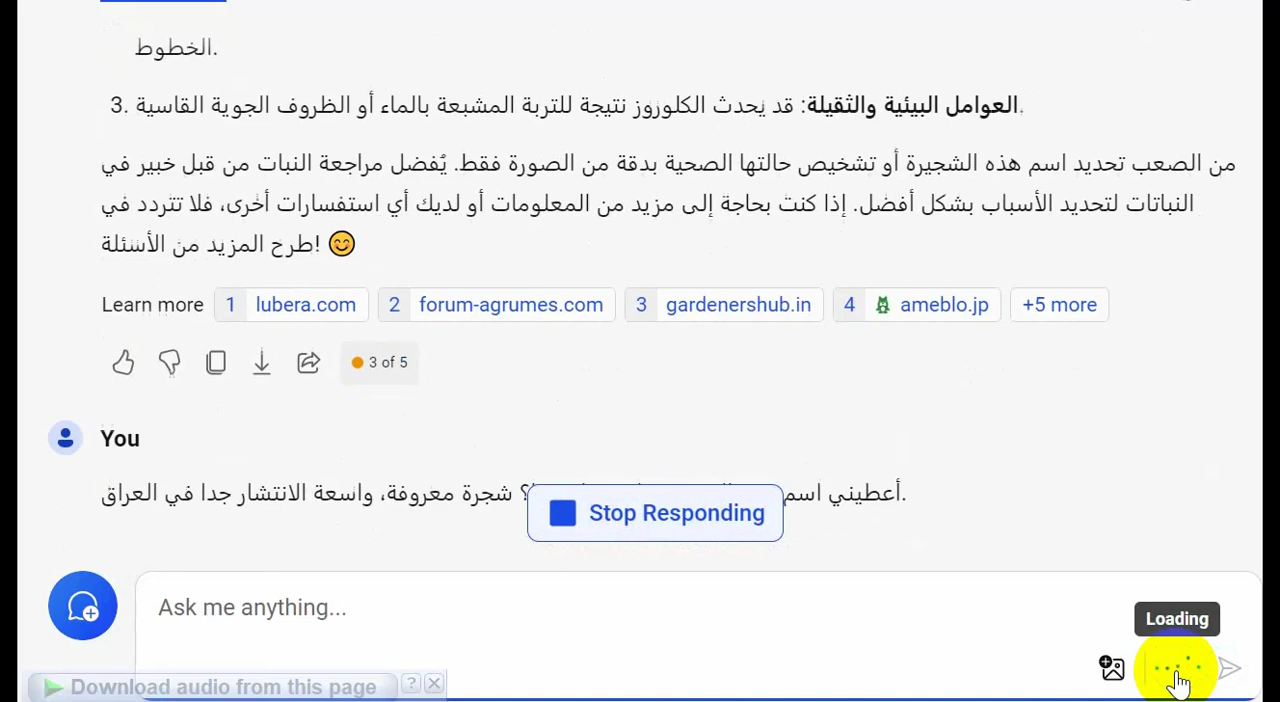 الخطوط.
3. العوامل البيئية والثقيلة: قد يحدث الكلوروز نتيجة للتربة المشبعة بالماء أو الظروف الجوية القاسية.
من الصعب تحديد اسم هذه الشجيرة أو تشخيص حالتها الصحية بدقة من الصورة فقط. يُفضل مراجعة النبات من قبل خبير في
النباتات لتحديد الأسباب بشكل أفضل. إذا كنت بحاجة إلى مزيد من المعلومات أو لديك أي استفسارات أخرى، فلا تتردد في
طرح المزيد من الأسئلة! 😊
Learn more 1 lubera.com 2 forum-agrumes.com 3 gardenershub.in 4 ameblo.jp +5 more
3 of 5
You
أعطيني اسم ؟ شجرة معروفة، واسعة الانتشار جدا في العراق.
Stop Responding
Ask me anything...
Loading
Download audio from this page ?